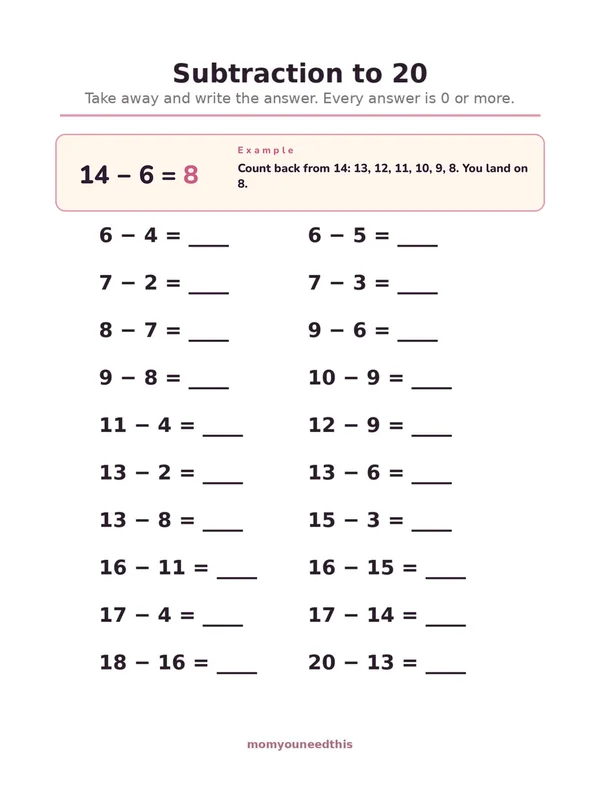 Subtraction to 20
Take away and write the answer. Every answer is 0 or more.
Example
14 − 6 = 8
Count back from 14: 13, 12, 11, 10, 9, 8. You land on
8.
6 − 4 = ____
6 − 5 = ____
7 − 2 = ____
7 − 3 = ____
8 − 7 = ____
9 − 6 = ____
9 − 8 = ____
10 − 9 = ____
11 − 4 = ____
12 − 9 = ____
13 − 2 = ____
13 − 6 = ____
13 − 8 = ____
15 − 3 = ____
16 − 11 = ____
16 − 15 = ____
17 − 4 = ____
17 − 14 = ____
18 − 16 = ____
20 − 13 = ____
momyouneedthis